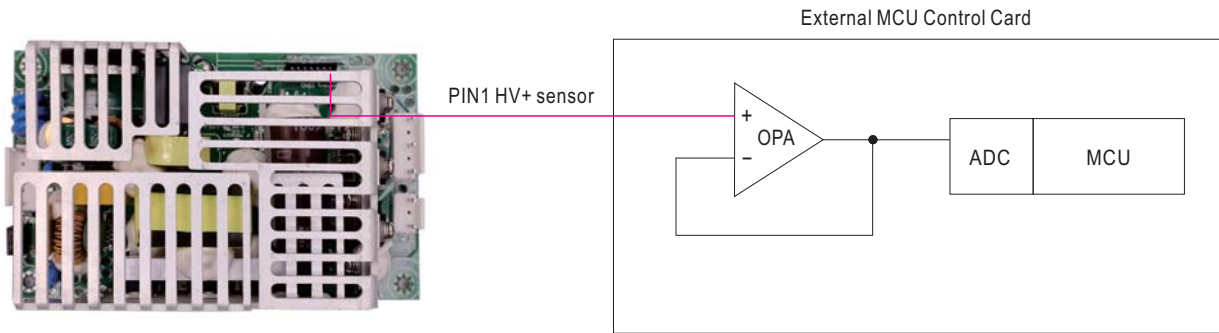 External MCU Control Card
PIN1 HV+ sensor
+
OPA
−
ADC
MCU